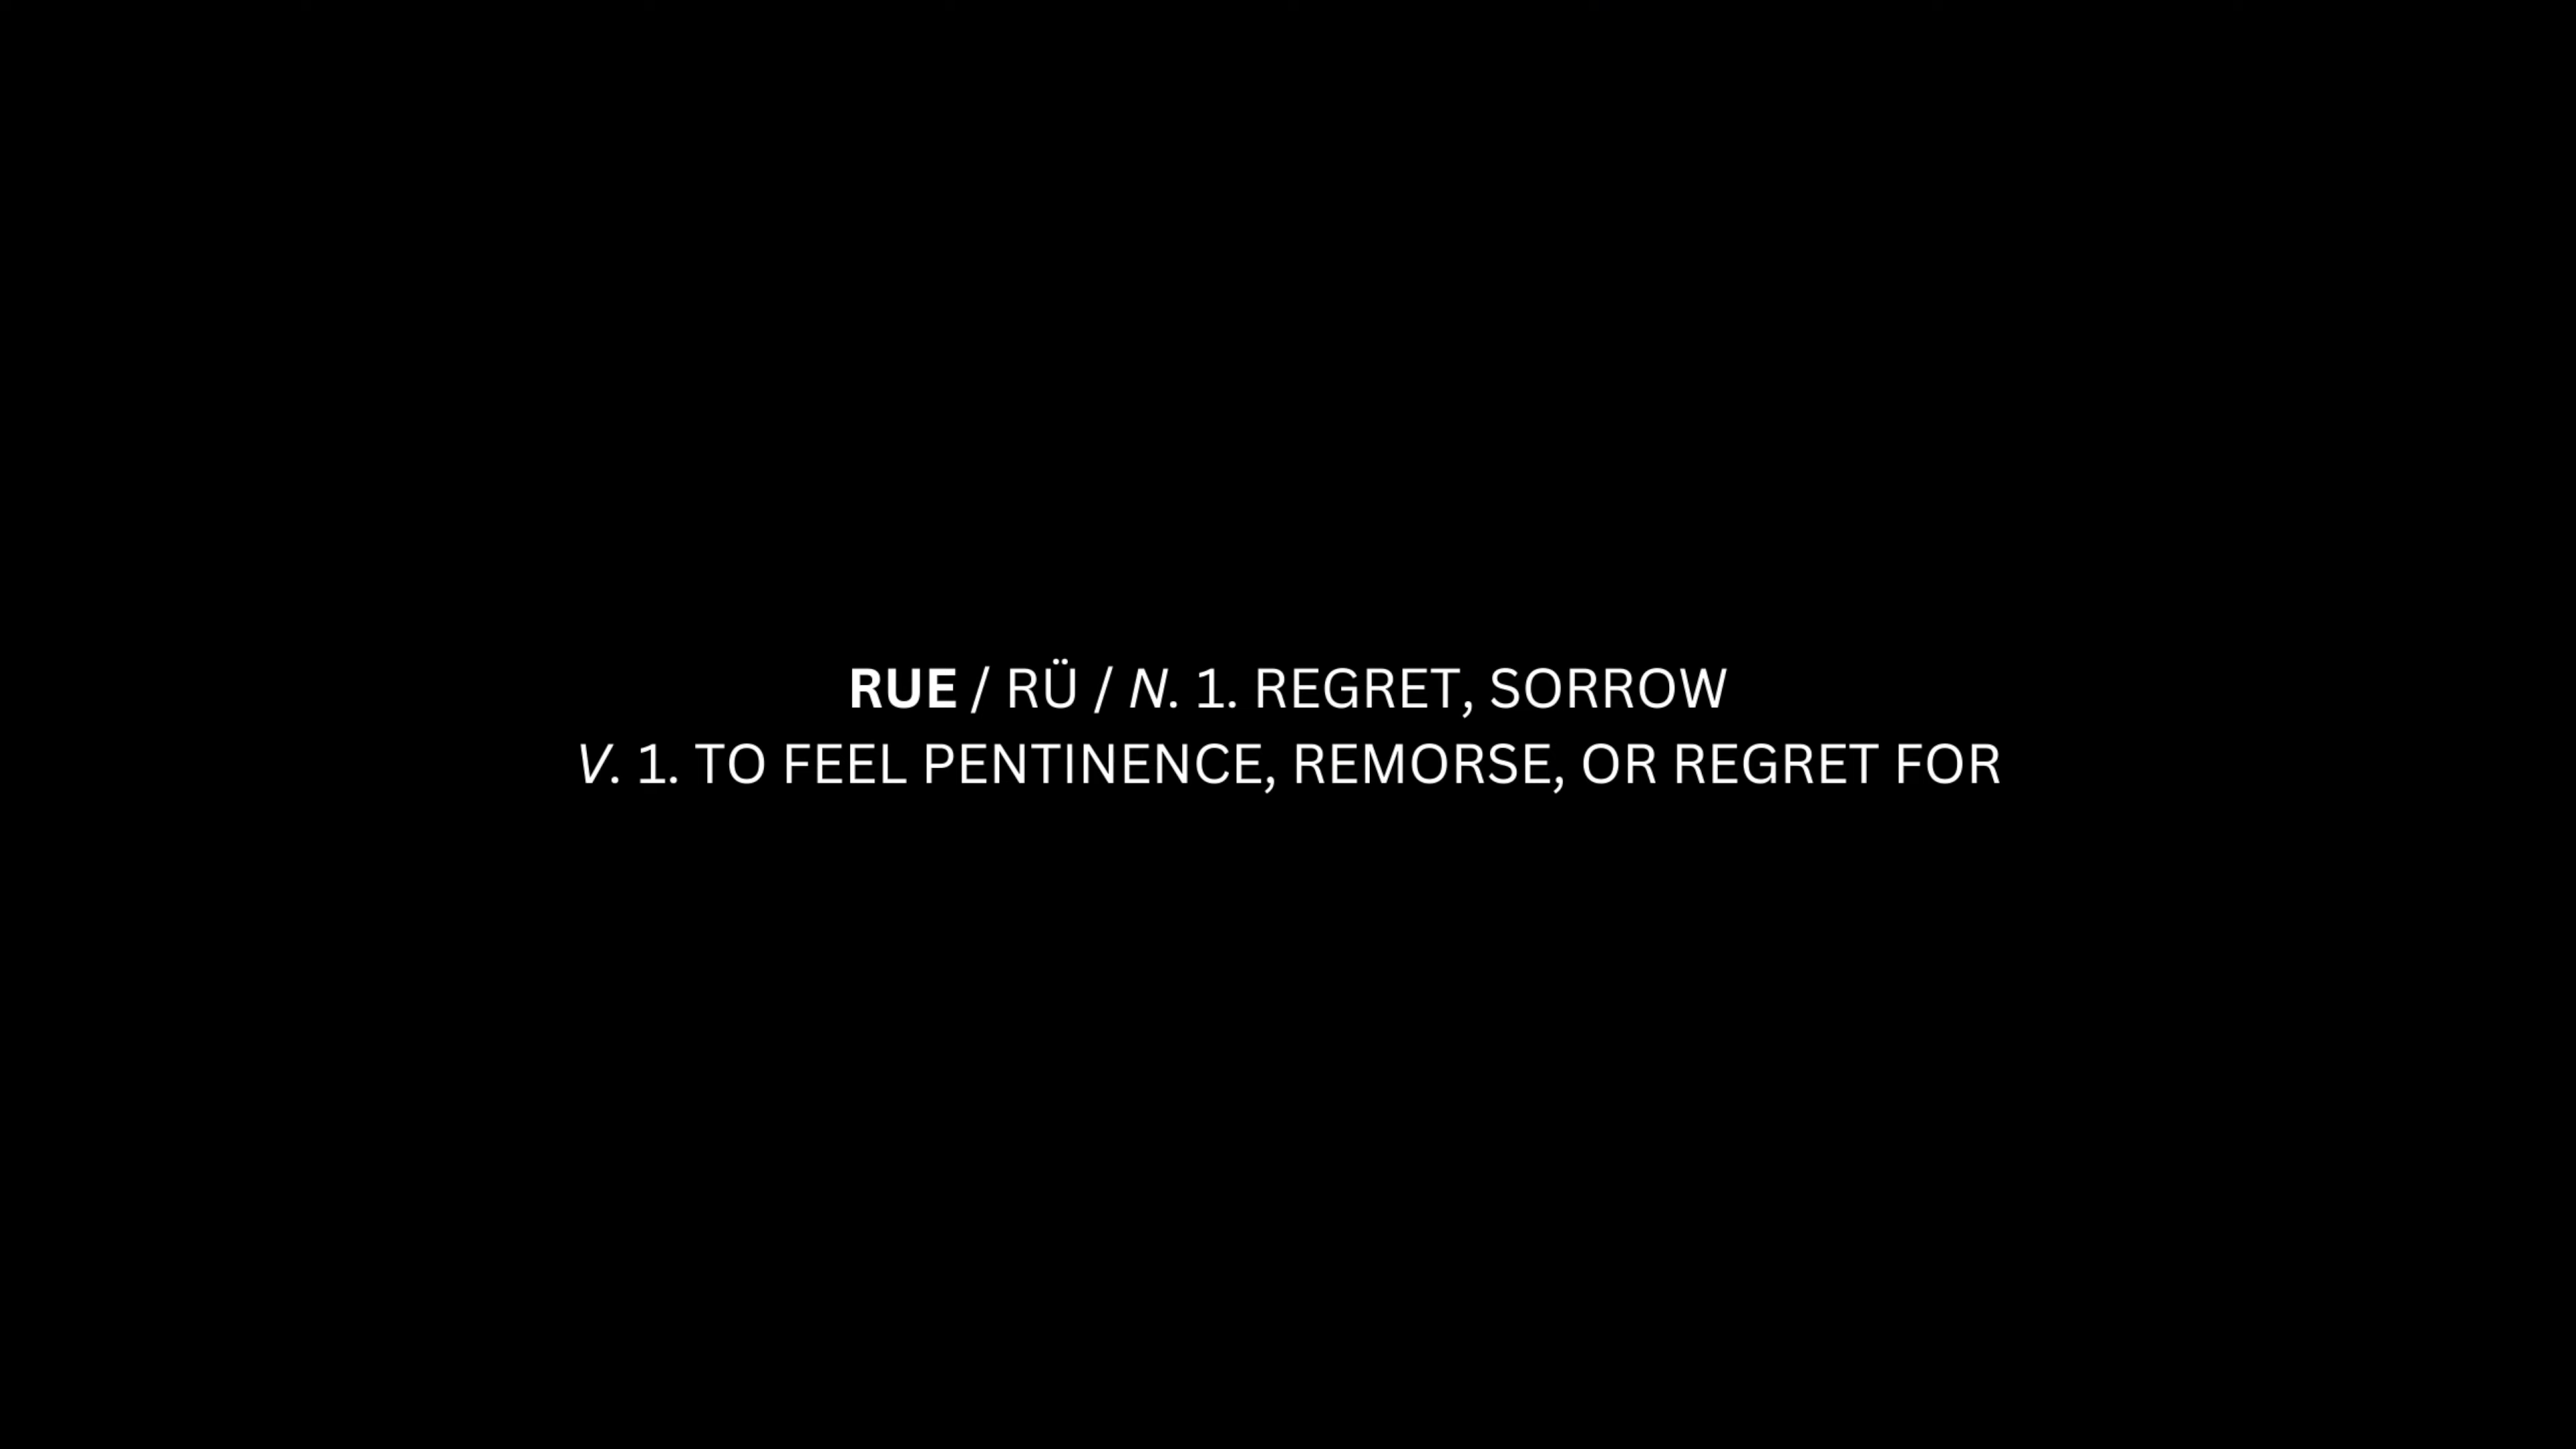 RUE / RÜ / N. 1. REGRET, SORROW
V. 1. TO FEEL PENTINENCE, REMORSE, OR REGRET FOR